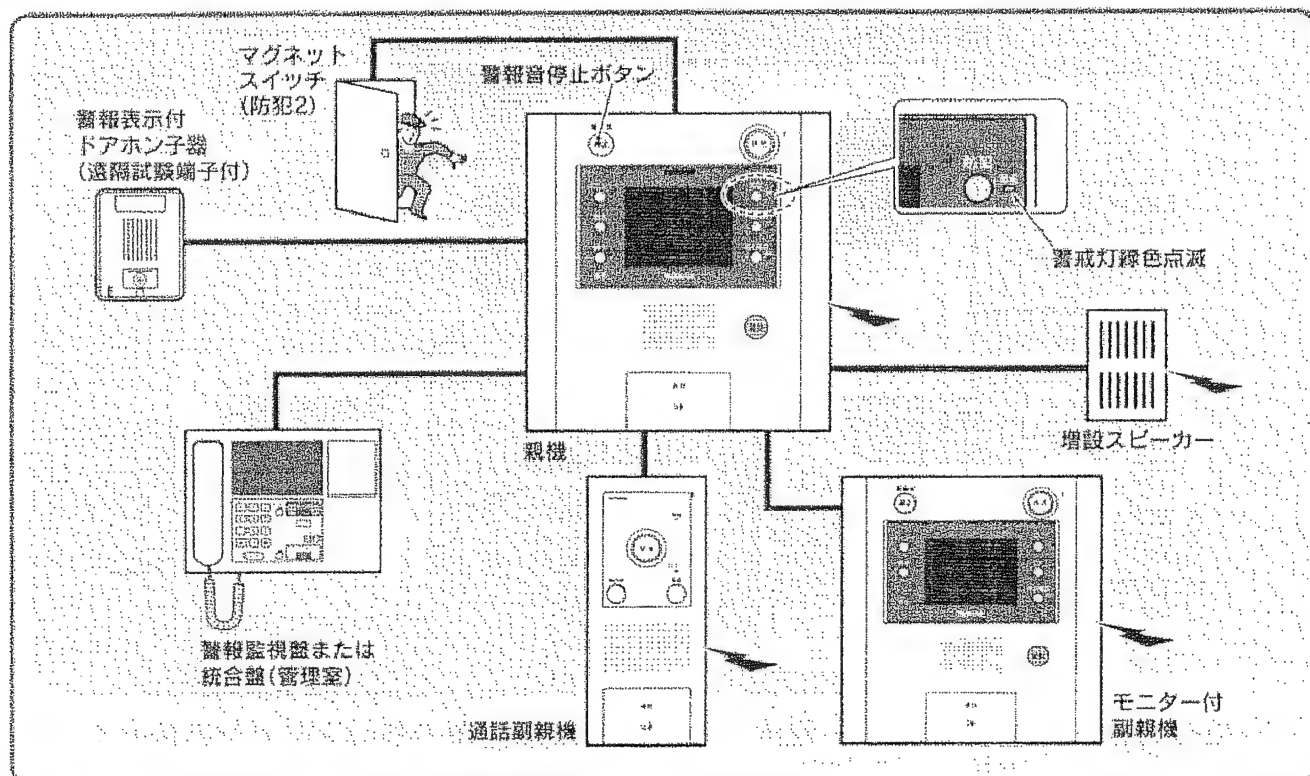 マグネット
スイッチ
(防犯2)
警報音停止ボタン
警報表示付
ドアホン子器
(遠隔試験端子付)
警戒灯緑色点滅
親機
増設スピーカー
警報監視盤または
統合盤(管理室)
通話副親機
モニター付
副親機